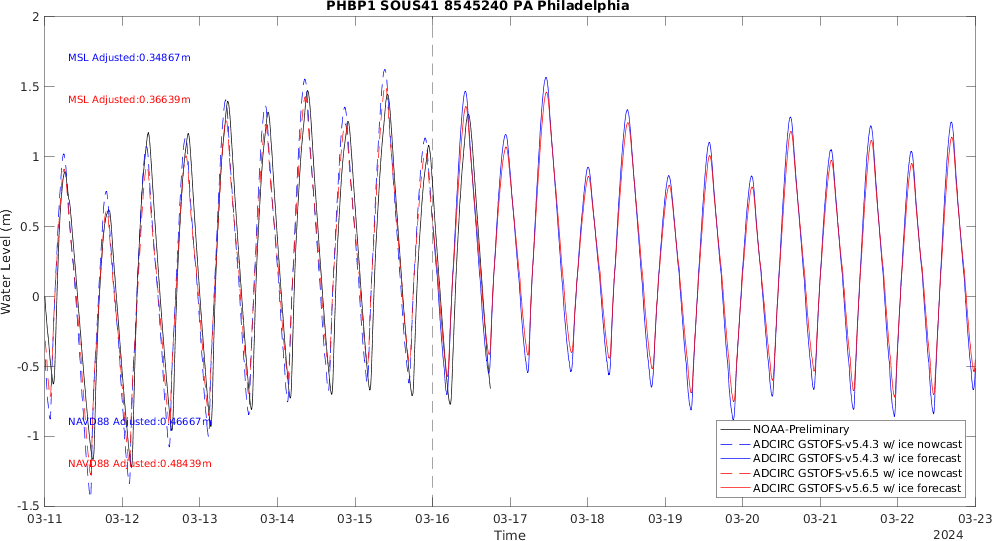 PHBP1 SOUS41 8545240 PA Philadelphia
MSL Adjusted:0.34867m
MSL Adjusted:0.36639m
NAVD88 Adjusted:0.46667m
NAVD88 Adjusted:0.48439m
Water Level (m)
2
1.5
1
0.5
0
-0.5
-1
-1.5
NOAA-Preliminary
ADCIRC GSTOFS-v5.4.3 w/ ice nowcast
ADCIRC GSTOFS-v5.4.3 w/ ice forecast
ADCIRC GSTOFS-v5.6.5 w/ ice nowcast
ADCIRC GSTOFS-v5.6.5 w/ ice forecast
03-11 03-12 03-13 03-14 03-15 03-16 03-17 03-18 03-19 03-20 03-21 03-22 03-23
Time
2024